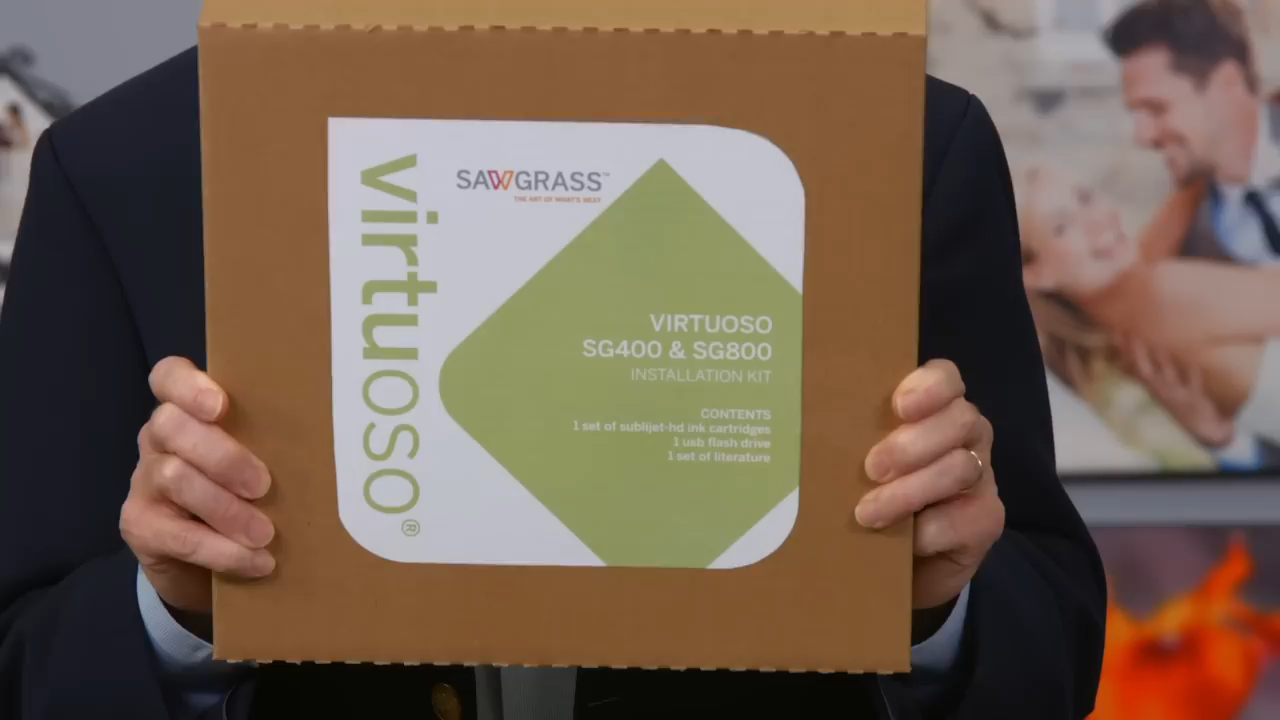 virtuoso®
SAWGRASS™
THE ART OF WHAT'S NEXT
VIRTUOSO
SG400 & SG800
INSTALLATION KIT
CONTENTS
1 set of sublijet-hd ink cartridges
1 usb flash drive
1 set of literature